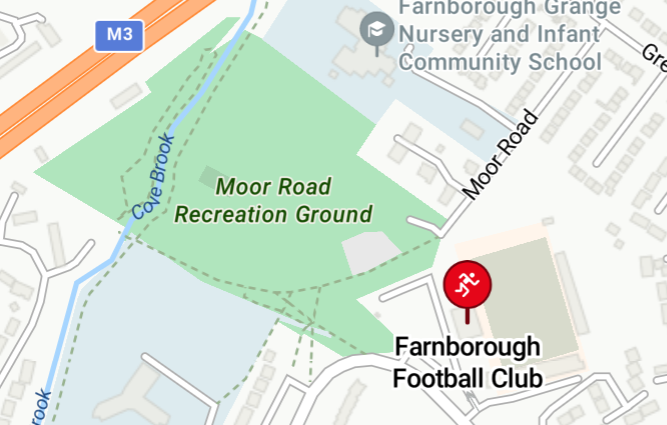 Farnborough Grange
Nursery and Infant
Community School
M3
Cove Brook
Moor Road
Moor Road
Recreation Ground
Farnborough
Football Club